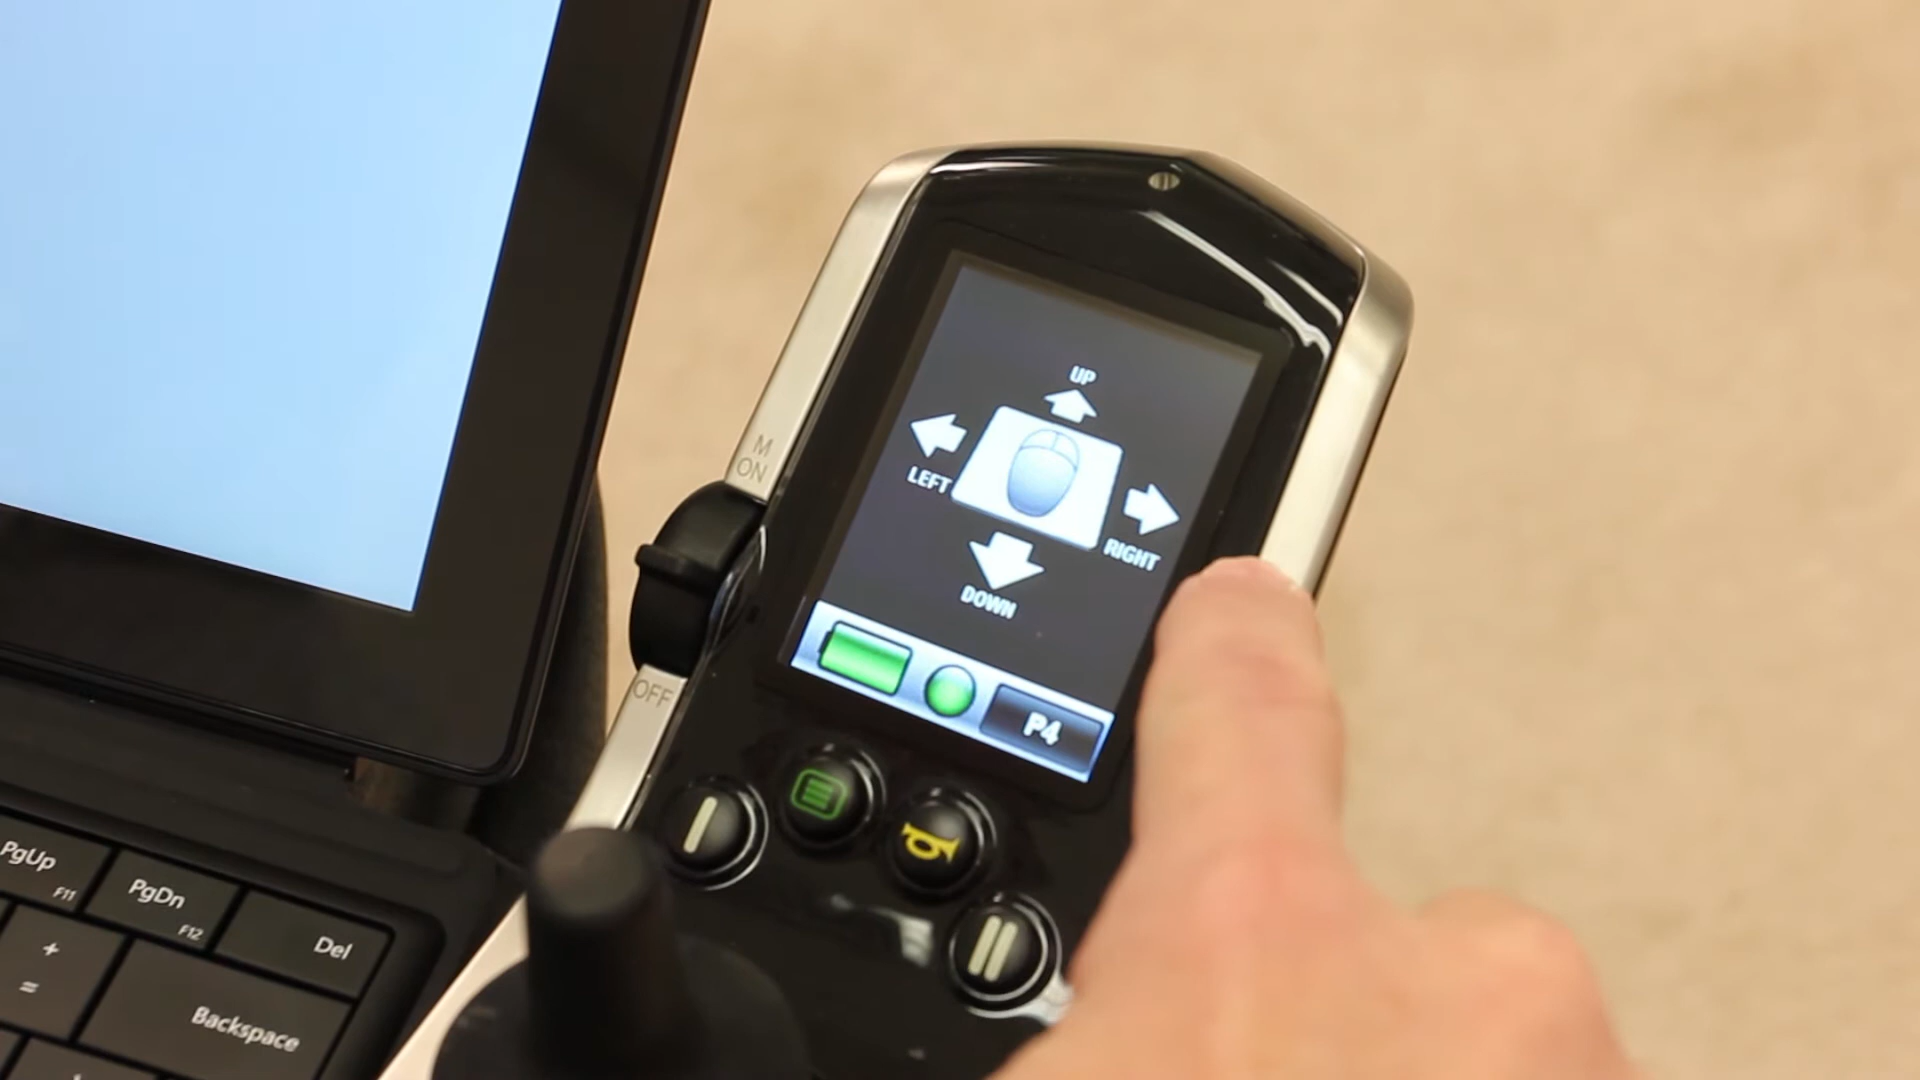 UP
LEFT
RIGHT
DOWN
P4
M
ON
OFF
PgUp
F11
PgDn
F12
Del
+
=
Backspace